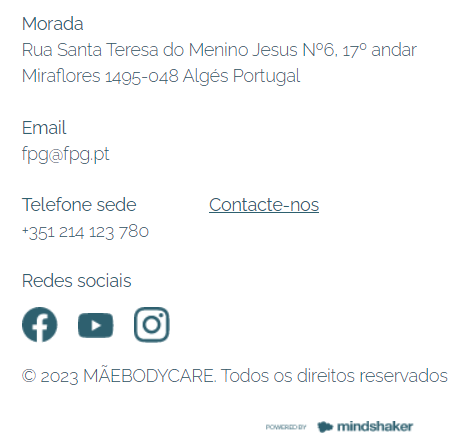 Morada
Rua Santa Teresa do Menino Jesus Nº6, 17º andar
Miraflores 1495-048 Algés Portugal
Email
fpg@fpg.pt
Telefone sede
Contacte-nos
+351 214 123 780
Redes sociais
© 2023 MÃEBODYCARE. Todos os direitos reservados
POWERED BY mindshaker